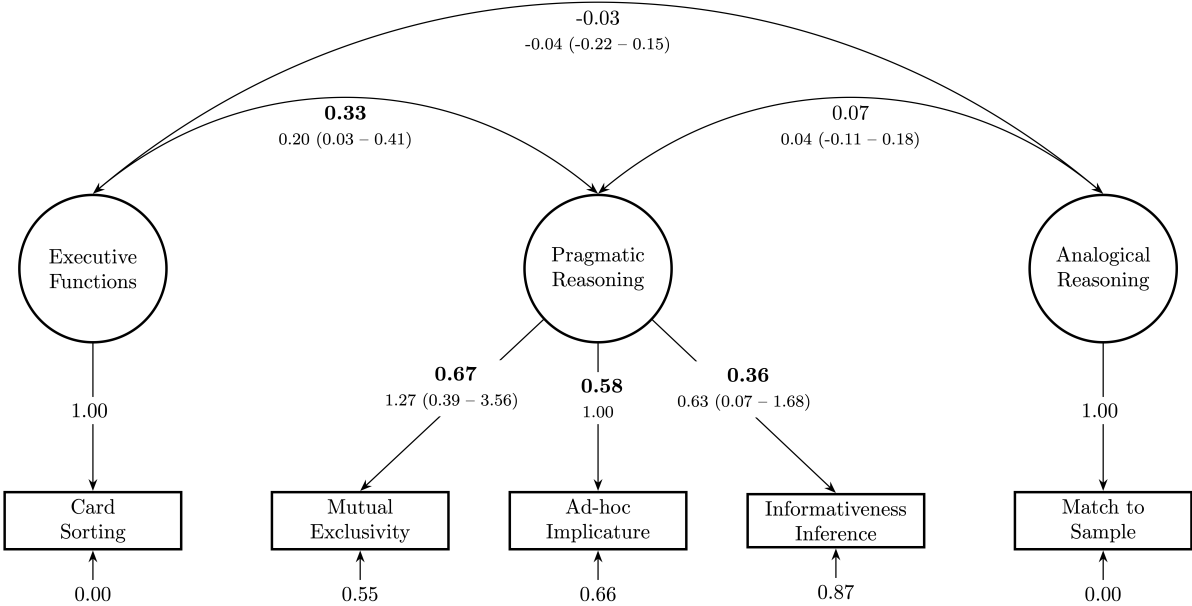 -0.03
-0.04 (-0.22 – 0.15)
0.33
0.20 (0.03 – 0.41)
0.07
0.04 (-0.11 – 0.18)
Executive
Functions
Pragmatic
Reasoning
Analogical
Reasoning
1.00
0.67
1.27 (0.39 – 3.56)
0.58
1.00
0.36
0.63 (0.07 – 1.68)
1.00
Card
Sorting
Mutual
Exclusivity
Ad-hoc
Implicature
Informativeness
Inference
Match to
Sample
0.00
0.55
0.66
0.87
0.00